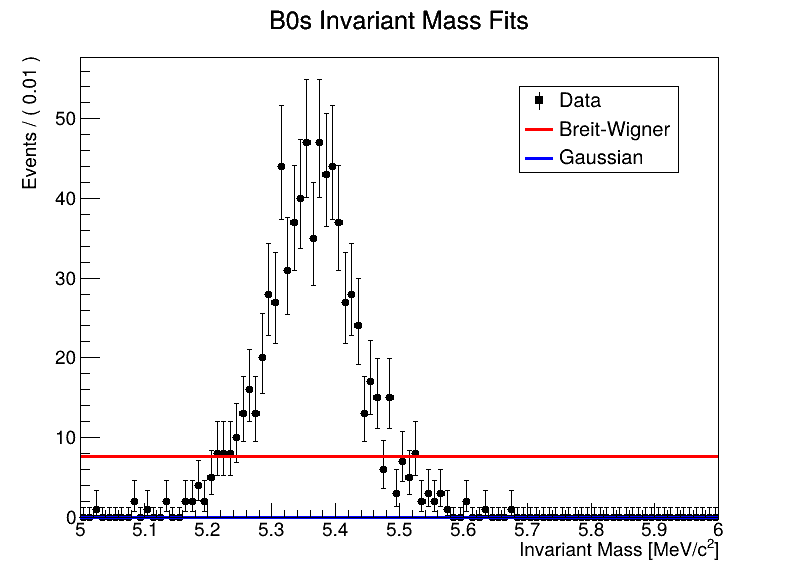 B0s Invariant Mass Fits
Events / ( 0.01 )
50
40
30
20
10
0
Data
Breit-Wigner
Gaussian
5 5.1 5.2 5.3 5.4 5.5 5.6 5.7 5.8 5.9 6
Invariant Mass [MeV/c²]